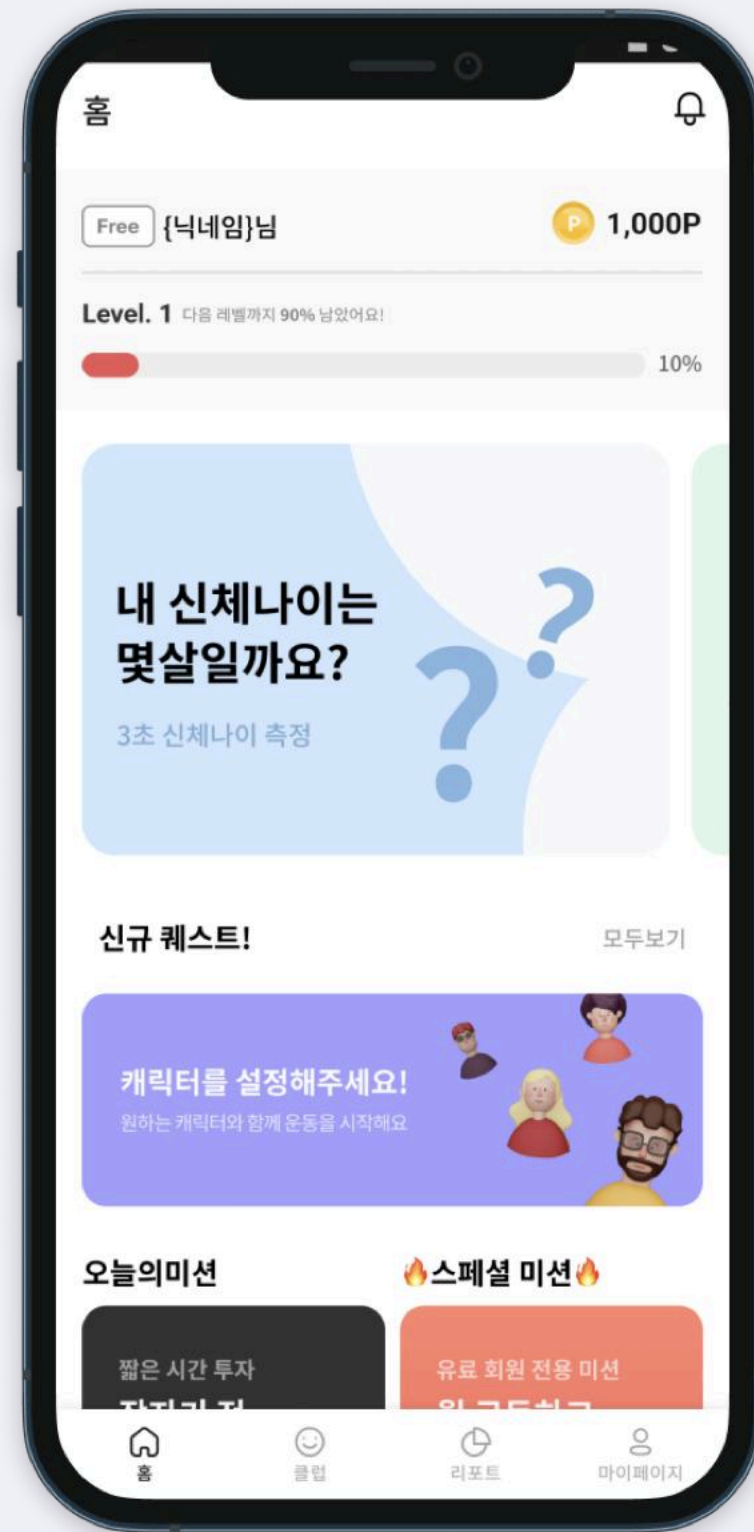 홈
Free {닉네임}님
P 1,000P
Level. 1 다음 레벨까지 90% 남았어요!
10%
내 신체나이는
몇살일까요?
3초 신체나이 측정
? ?
신규 퀘스트!
모두보기
캐릭터를 설정해주세요!
원하는 캐릭터와 함께 운동을 시작해요
오늘의미션
🔥스페셜 미션🔥
짧은 시간 투자
유료 회원 전용 미션
홈
클럽
리포트
마이페이지